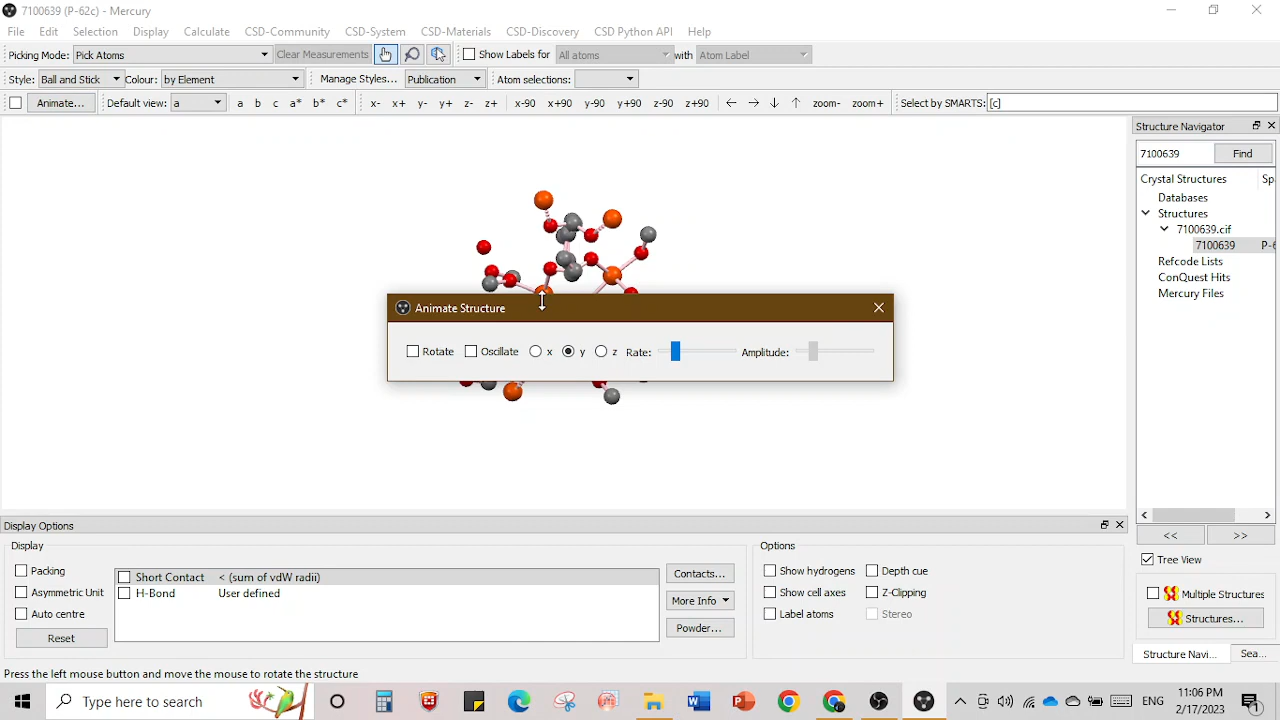 7100639 (P-62c) - Mercury
File Edit Selection Display Calculate CSD-Community CSD-System CSD-Materials CSD-Discovery CSD Python API Help
Picking Mode: Pick Atoms Clear Measurements Show Labels for All atoms with Atom Label
Style: Ball and Stick Colour: by Element Manage Styles... Publication Atom selections:
Animate... Default view: a a b c a* b* c* x- x+ y- y+ z- z+ x-90 x+90 y-90 y+90 z-90 z+90 ← → ↓ ↑ zoom- zoom+ Select by SMARTS: [c]
Structure Navigator
7100639 Find
Crystal Structures Sp
Databases
Structures
7100639.cif
7100639 P-6
Refcode Lists
ConQuest Hits
Mercury Files
Animate Structure
Rotate Oscillate x y z Rate: Amplitude:
Display Options
<< >>
Display
Options
Tree View
Packing
Asymmetric Unit
Auto centre
Reset
Short Contact < (sum of vdW radii)
H-Bond User defined
Contacts...
More Info
Powder...
Show hydrogens Depth cue
Show cell axes Z-Clipping
Label atoms Stereo
Multiple Structures
Structures...
Structure Navi... Sea...
Press the left mouse button and move the mouse to rotate the structure
Type here to search
ENG
11:06 PM
2/17/2023
1